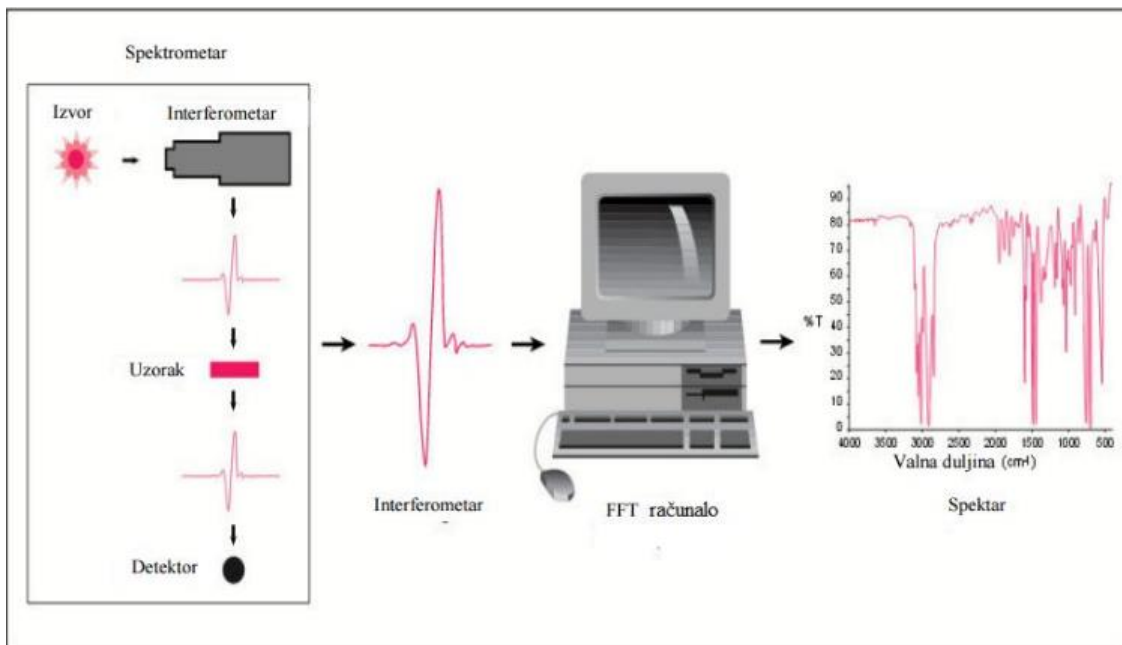 Spektrometar
Izvor
Interferometar
Uzorak
Detektor
Interferometar
FFT računalo
90
80
70
60
50
%T
40
30
20
10
0
4000 3500 3000 2500 2000 1500 1000 500
Valna duljina (cm-1)
Spektar